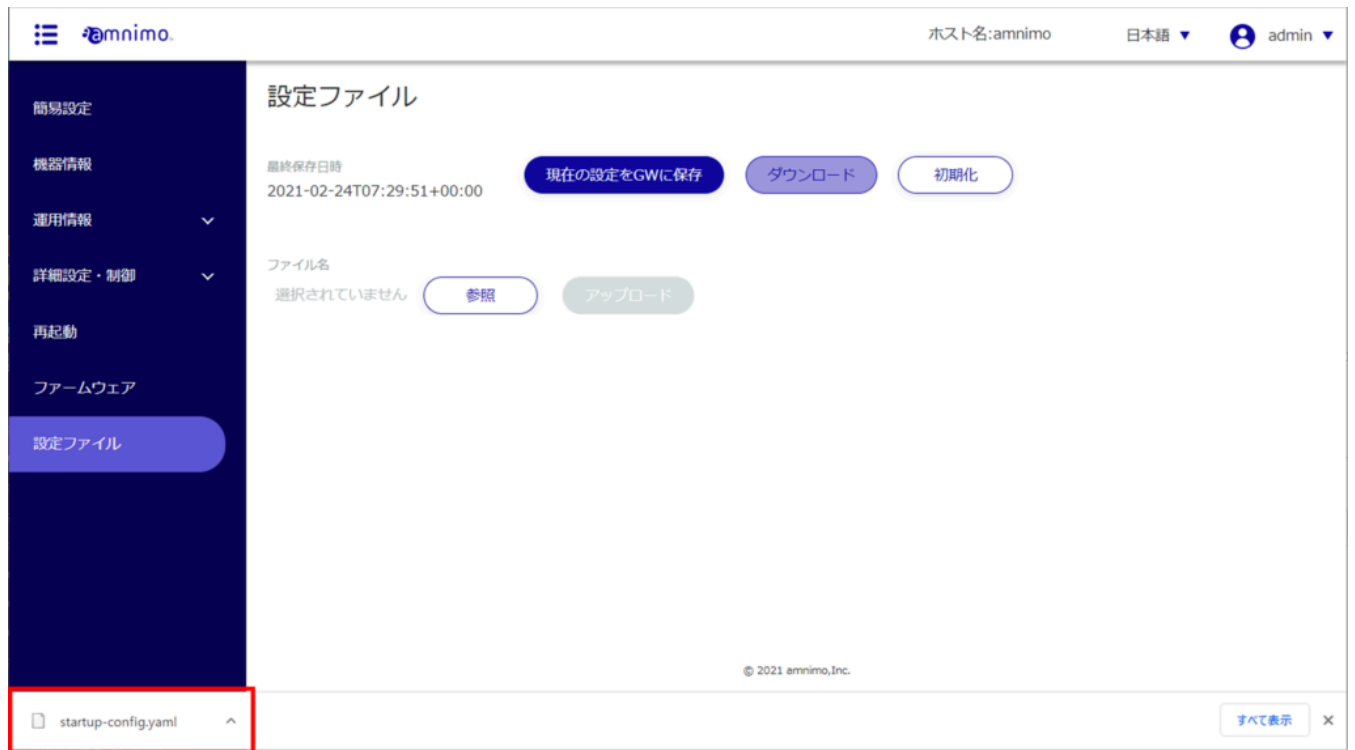 amnimo.
ホスト名:amnimo
日本語 ▼
admin ▼
簡易設定
機器情報
運用情報
詳細設定・制御
再起動
ファームウェア
設定ファイル
設定ファイル
最終保存日時
2021-02-24T07:29:51+00:00
現在の設定をGWに保存
ダウンロード
初期化
ファイル名
選択されていません
参照
アップロード
© 2021 amnimo,Inc.
startup-config.yaml
すべて表示